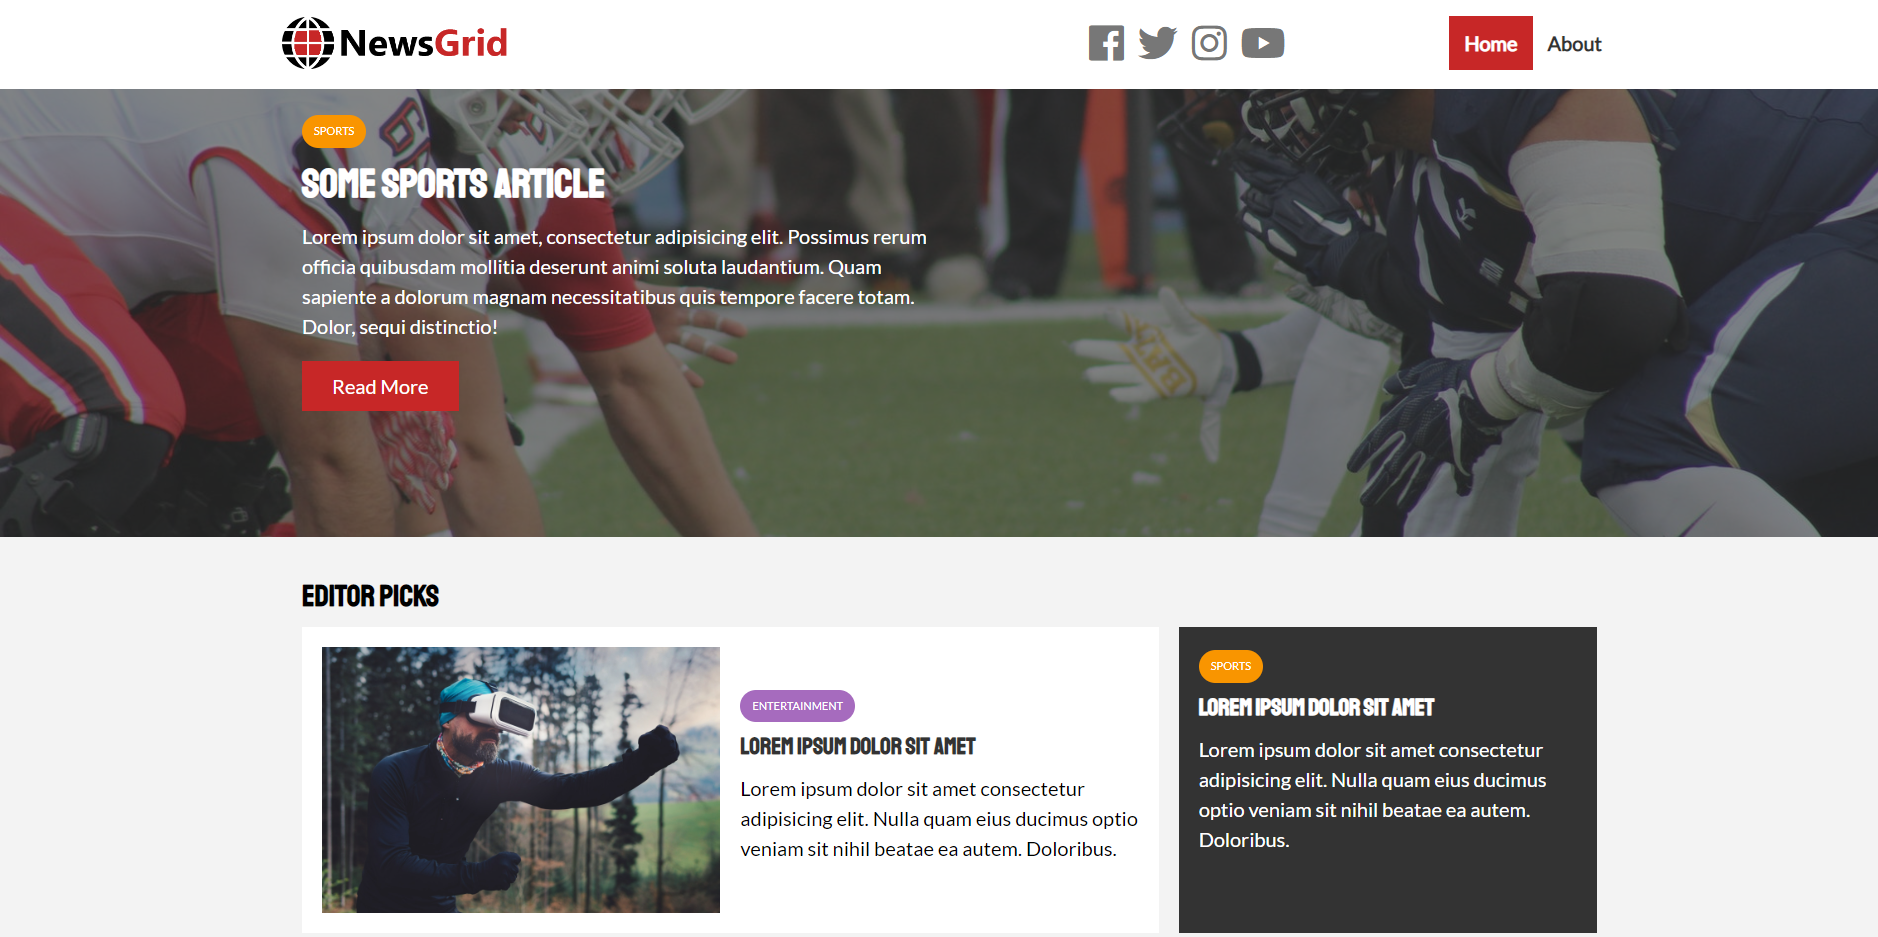 NewsGrid
Home
About
SPORTS
SOME SPORTS ARTICLE
Lorem ipsum dolor sit amet, consectetur adipisicing elit. Possimus rerum
officia quibusdam mollitia deserunt animi soluta laudantium. Quam
sapiente a dolorum magnam necessitatibus quis tempore facere totam.
Dolor, sequi distinctio!
Read More
EDITOR PICKS
ENTERTAINMENT
LOREM IPSUM DOLOR SIT AMET
Lorem ipsum dolor sit amet consectetur
adipisicing elit. Nulla quam eius ducimus optio
veniam sit nihil beatae ea autem. Doloribus.
SPORTS
LOREM IPSUM DOLOR SIT AMET
Lorem ipsum dolor sit amet consectetur
adipisicing elit. Nulla quam eius ducimus
optio veniam sit nihil beatae ea autem.
Doloribus.